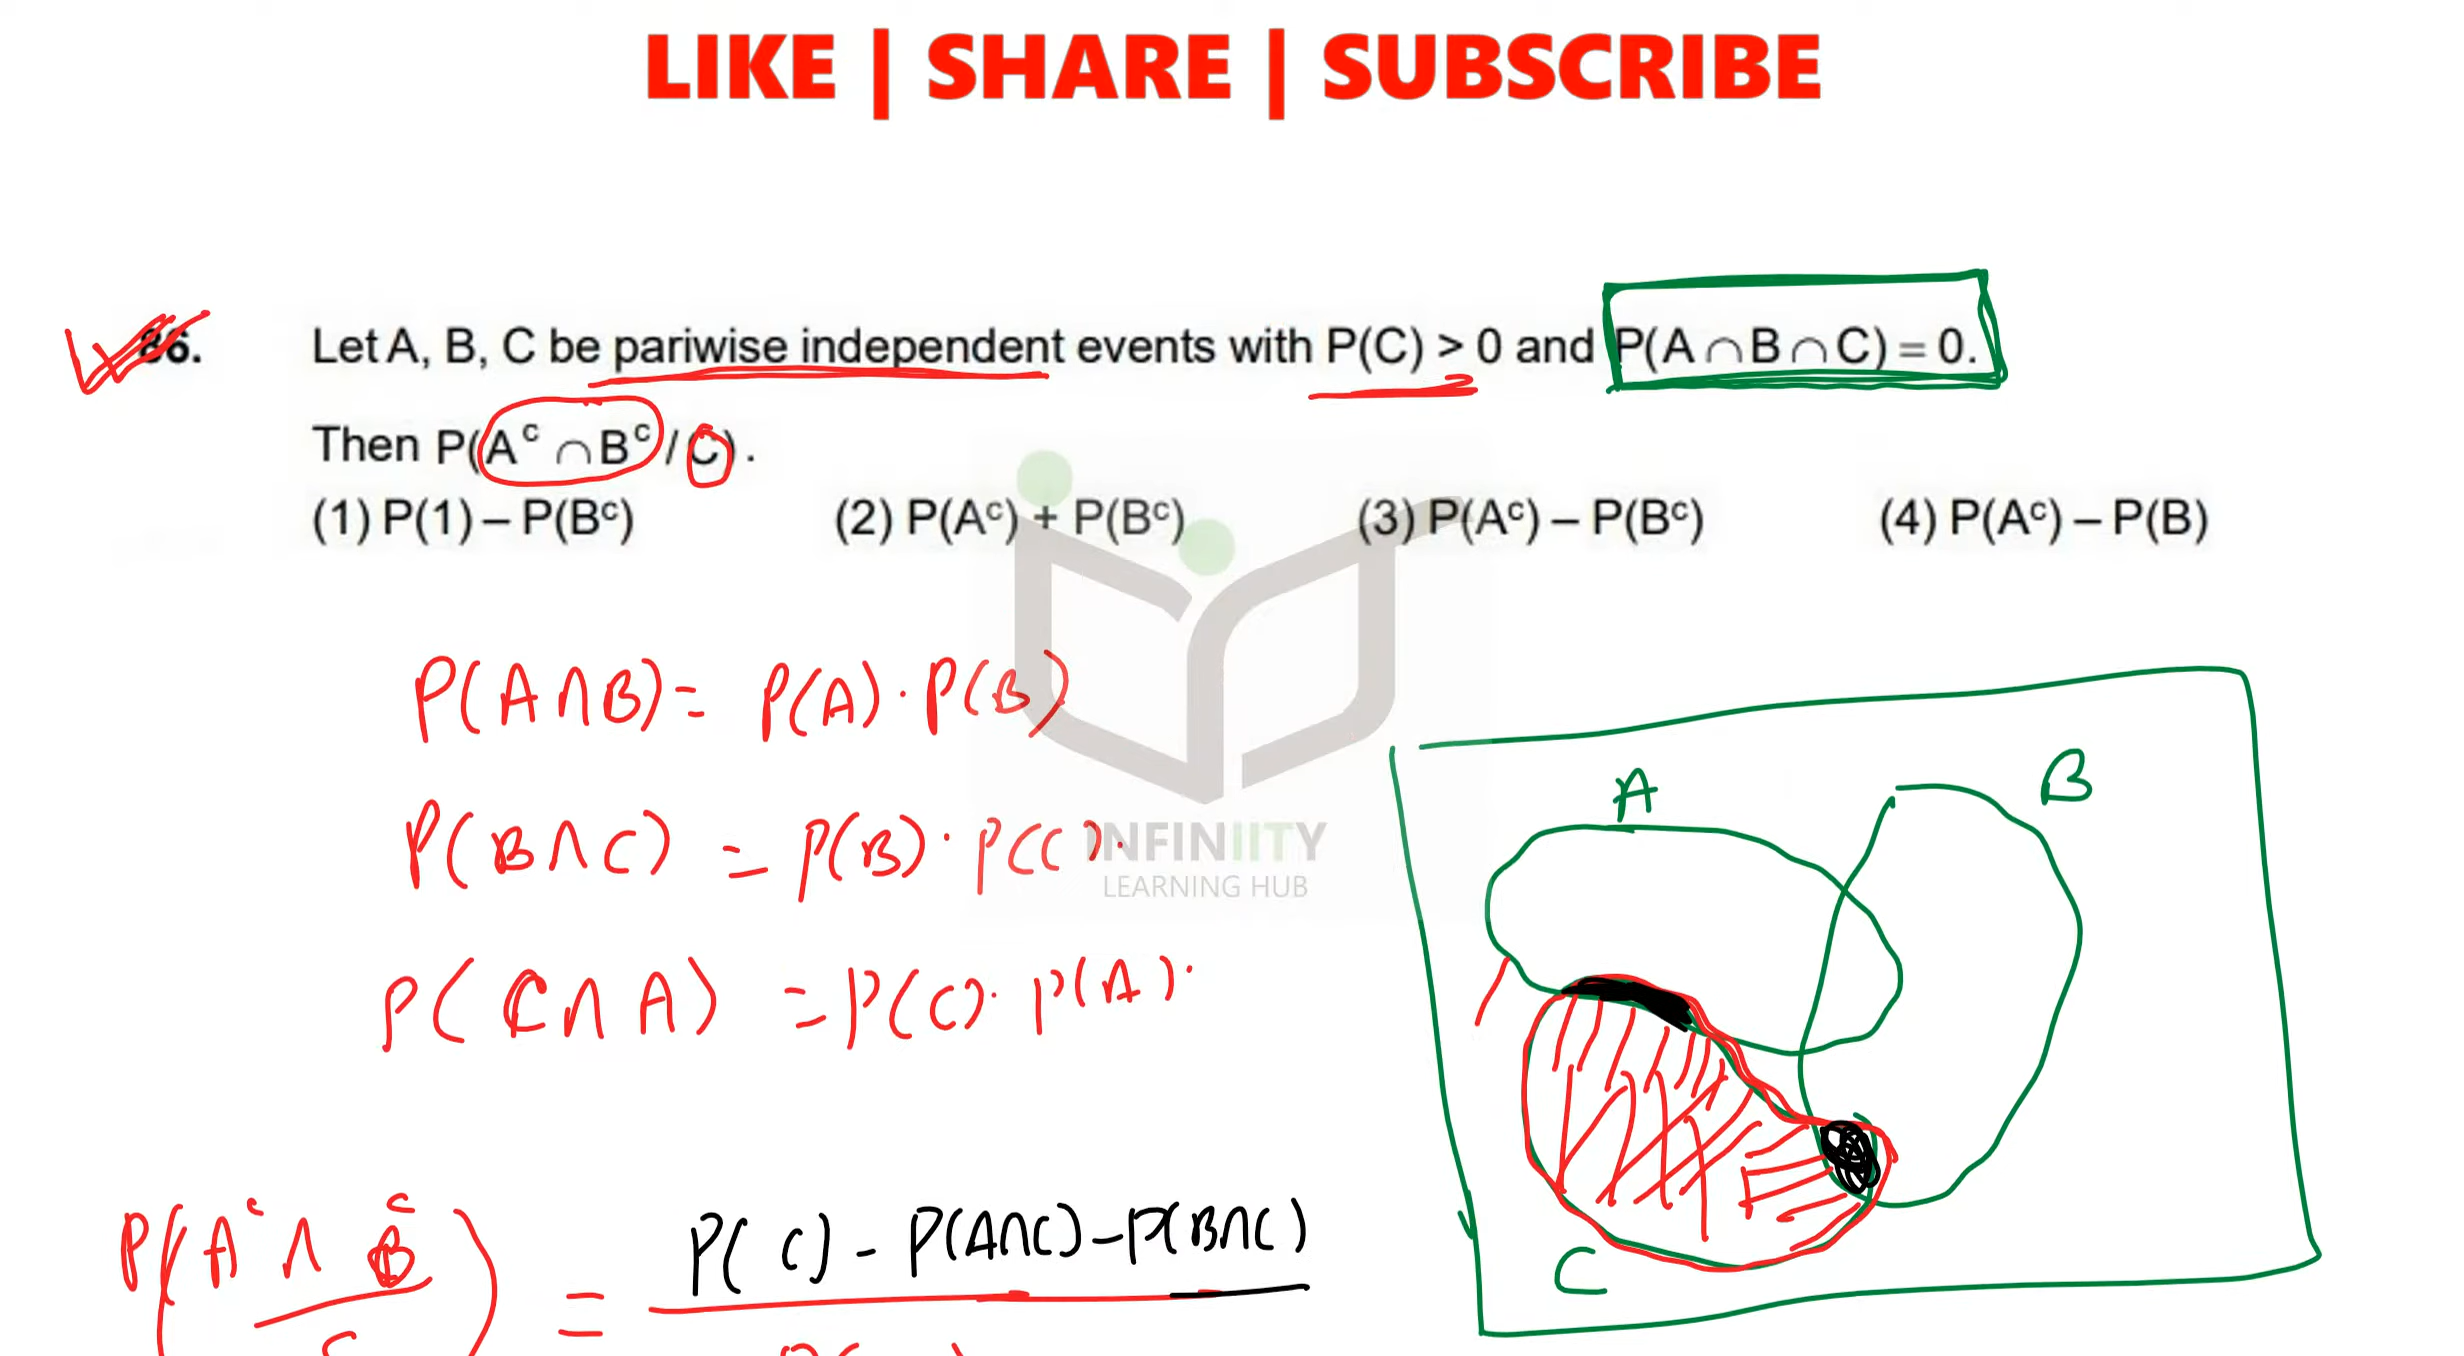 LIKE | SHARE | SUBSCRIBE
86. Let A, B, C be pariwise independent events with P(C) > 0 and P(A ∩ B ∩ C) = 0.
Then P(Aᶜ ∩ Bᶜ / C).
(1) P(1) – P(Bᶜ) (2) P(Aᶜ) + P(Bᶜ) (3) P(Aᶜ) – P(Bᶜ) (4) P(Aᶜ) – P(B)
P(A∩B) = P(A)·P(B)
A B
P(B∩C) = P(B)·P(C).
INFINIITY
LEARNING HUB
P(C∩A) = P(C)·P(A)·
P(Aᶜ ∩ Bᶜ = P(C) - P(A∩C) - P(B∩C)
C